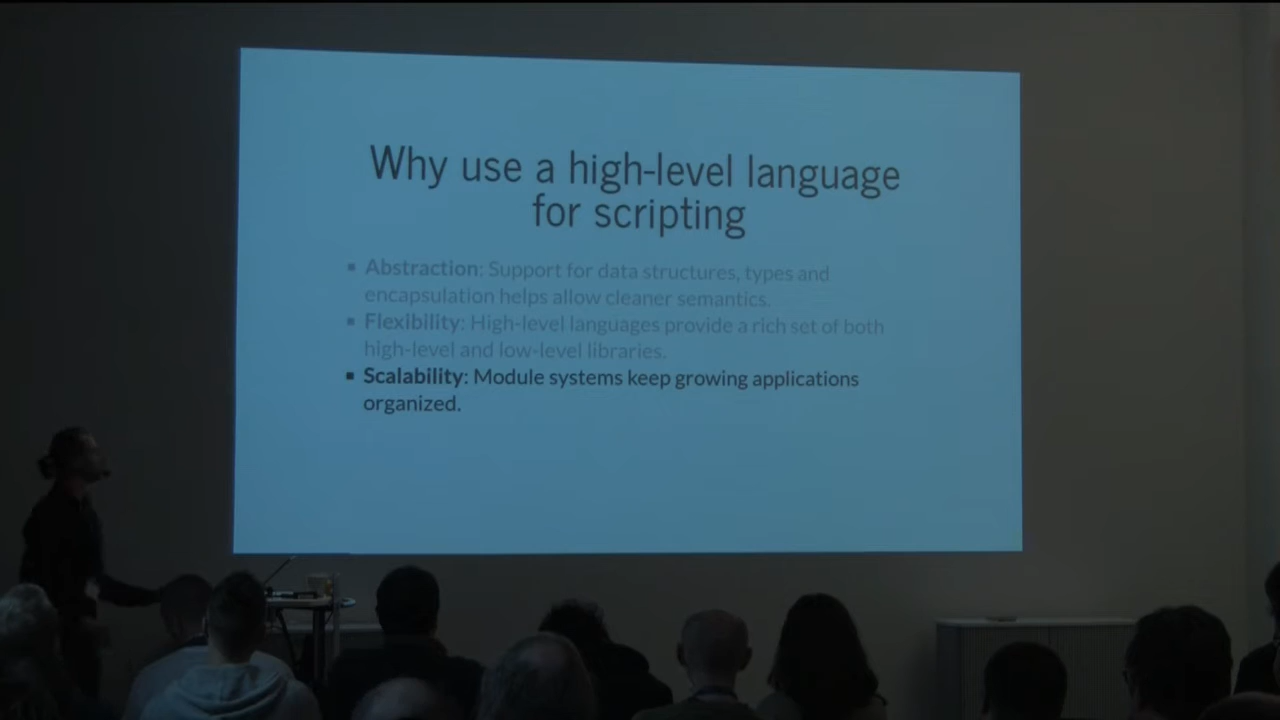 Why use a high-level language
for scripting
▪ Abstraction: Support for data structures, types and
encapsulation helps allow cleaner semantics.
▪ Flexibility: High-level languages provide a rich set of both
high-level and low-level libraries.
▪ Scalability: Module systems keep growing applications
organized.